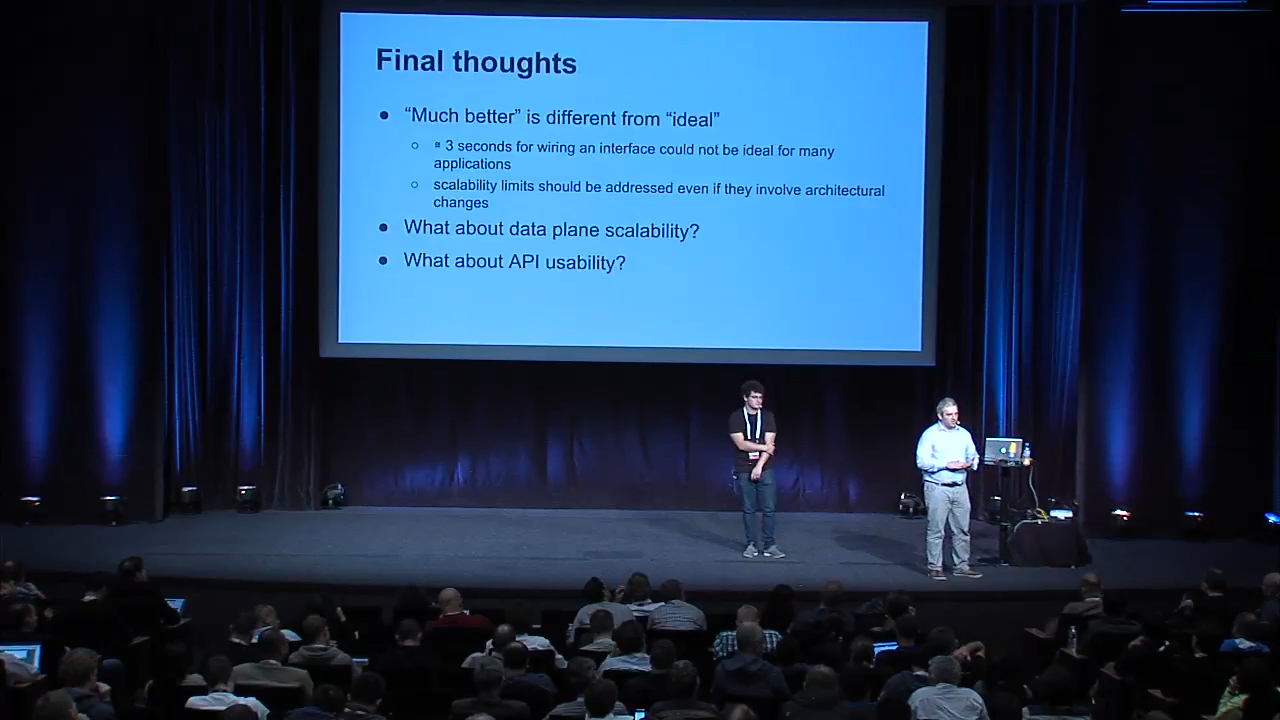 Final thoughts
● “Much better” is different from “ideal”
○ ≅ 3 seconds for wiring an interface could not be ideal for many
applications
○ scalability limits should be addressed even if they involve architectural
changes
● What about data plane scalability?
● What about API usability?